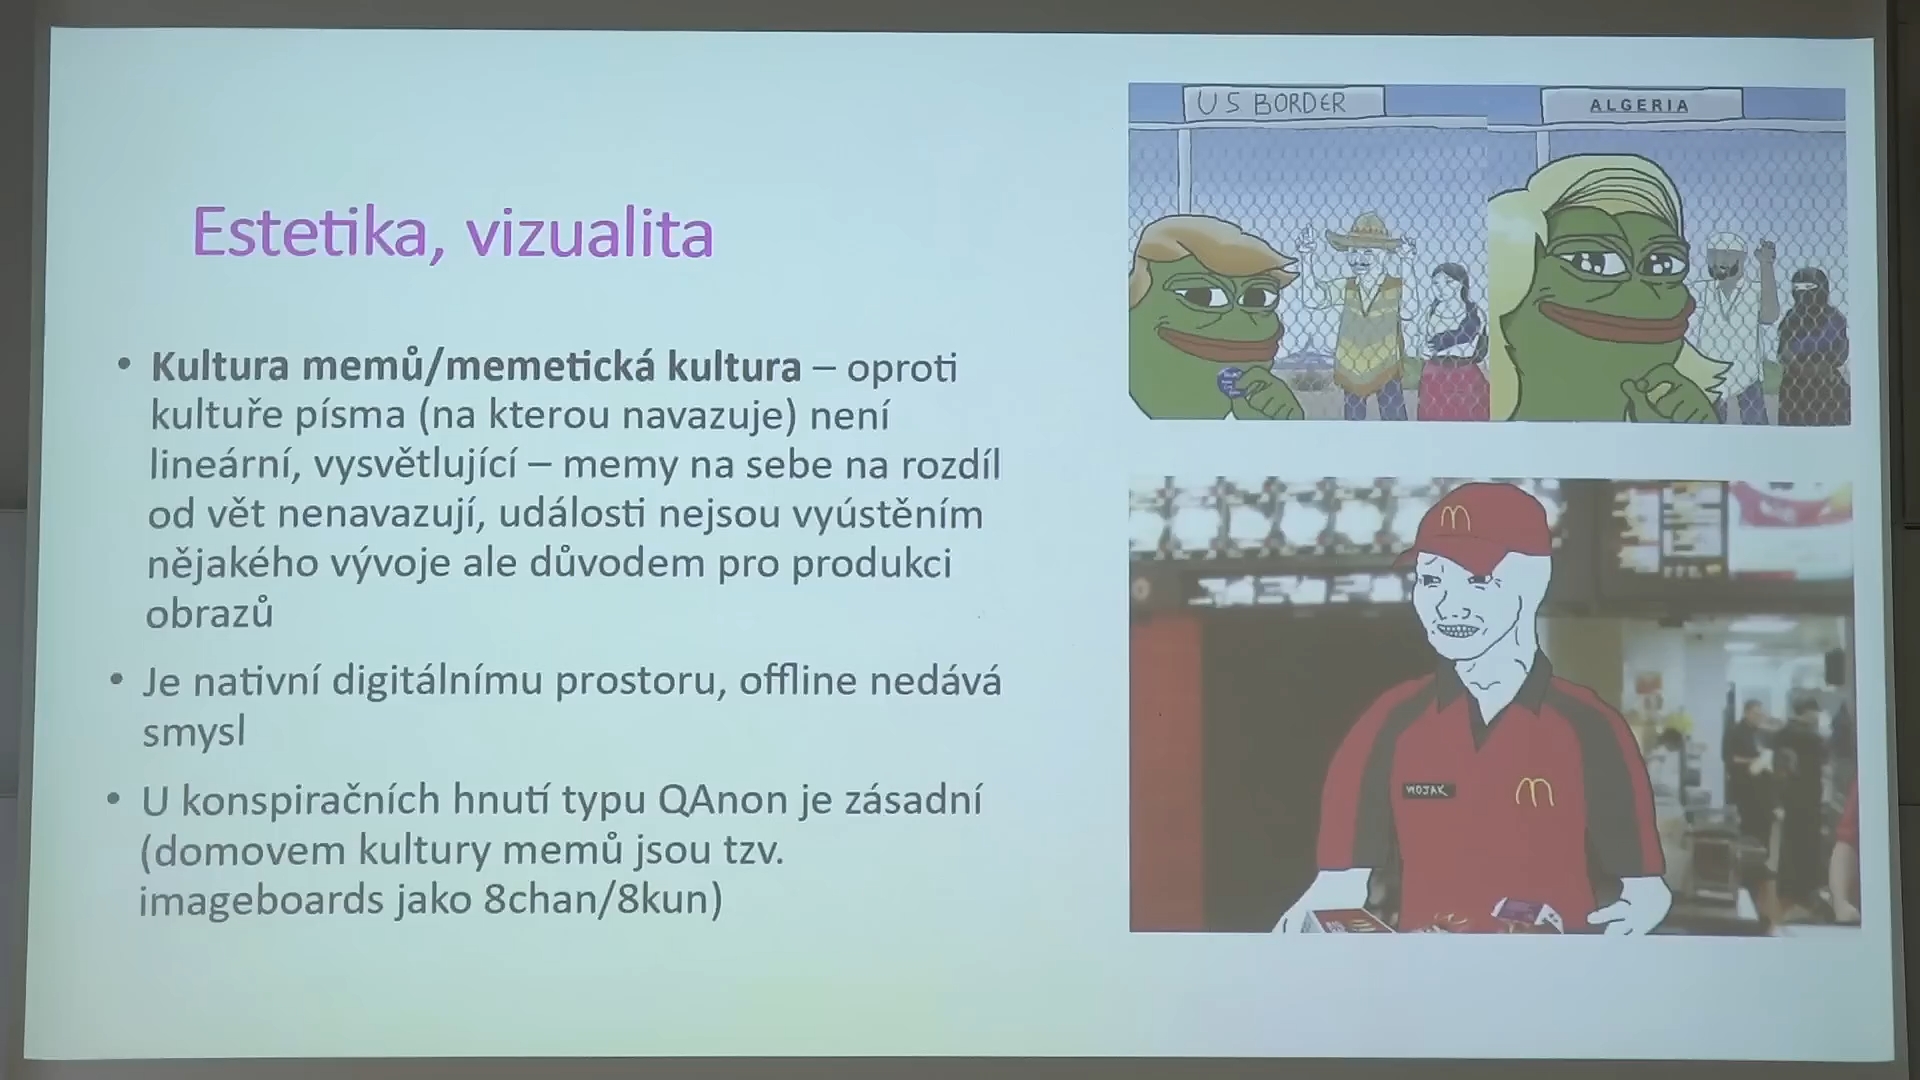 U S BORDER
ALGERIA
Estetika, vizualita
• Kultura memů/memetická kultura – oproti
kultuře písma (na kterou navazuje) není
lineární, vysvětlující – memy na sebe na rozdíl
od vět nenavazují, události nejsou vyústěním
nějakého vývoje ale důvodem pro produkci
obrazů
• Je nativní digitálnímu prostoru, offline nedává
smysl
• U konspiračních hnutí typu QAnon je zásadní
(domovem kultury memů jsou tzv.
imageboards jako 8chan/8kun)
WOJAK